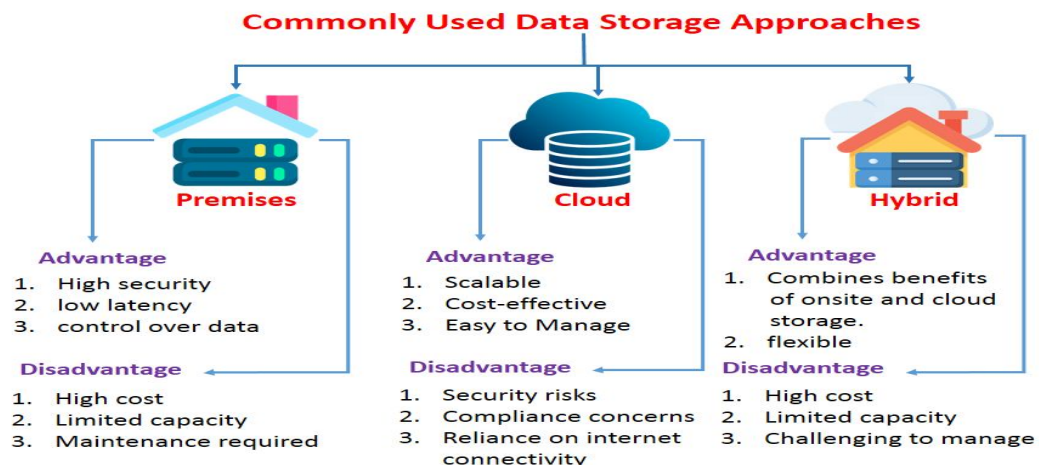 Commonly Used Data Storage Approaches
Premises
Advantage
1. High security
2. low latency
3. control over data
Disadvantage
1. High cost
2. Limited capacity
3. Maintenance required
Cloud
Advantage
1. Scalable
2. Cost-effective
3. Easy to Manage
Disadvantage
1. Security risks
2. Compliance concerns
3. Reliance on internet
connectivity
Hybrid
Advantage
1. Combines benefits
of onsite and cloud
storage.
2. flexible
Disadvantage
1. High cost
2. Limited capacity
3. Challenging to manage